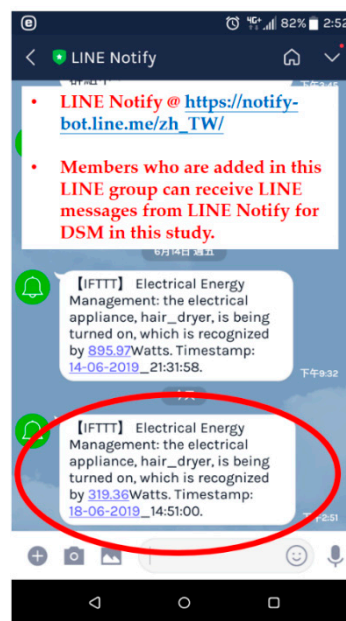 82% 2:52
LINE Notify
• LINE Notify @ https://notify-
bot.line.me/zh_TW/
• Members who are added in this
LINE group can receive LINE
messages from LINE Notify for
DSM in this study.
6月14日 週五
【IFTTT】 Electrical Energy
Management: the electrical
appliance, hair_dryer, is being
turned on, which is recognized
by 895.97Watts. Timestamp:
14-06-2019_21:31:58.
下午9:32
【IFTTT】 Electrical Energy
Management: the electrical
appliance, hair_dryer, is being
turned on, which is recognized
by 319.36Watts. Timestamp:
18-06-2019_14:51:00.
下午2:51